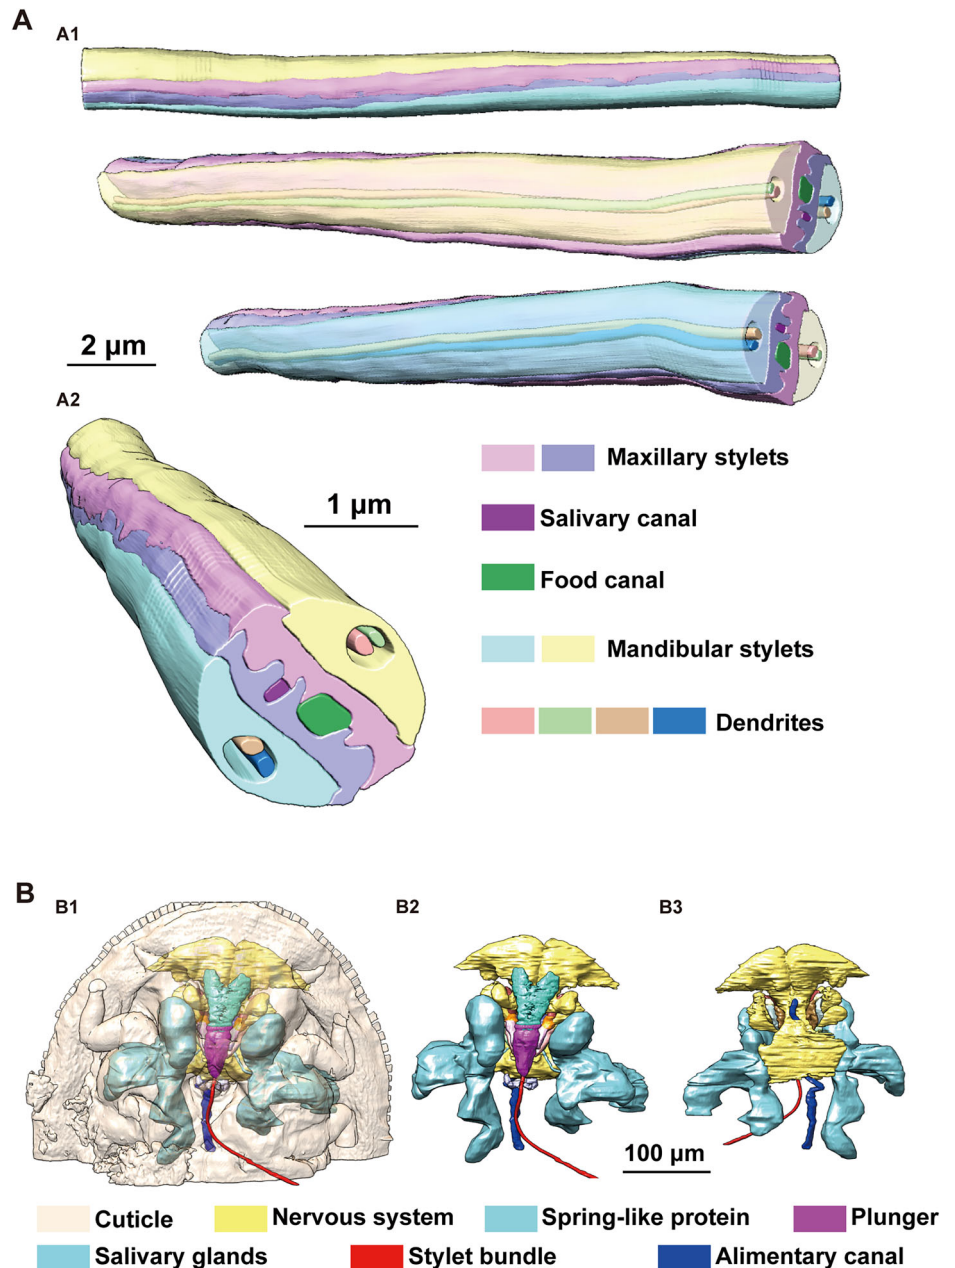 A
A1
2 µm
A2
1 µm
Maxillary stylets
Salivary canal
Food canal
Mandibular stylets
Dendrites
B
B1
B2
B3
100 µm
Cuticle
Nervous system
Spring-like protein
Plunger
Salivary glands
Stylet bundle
Alimentary canal